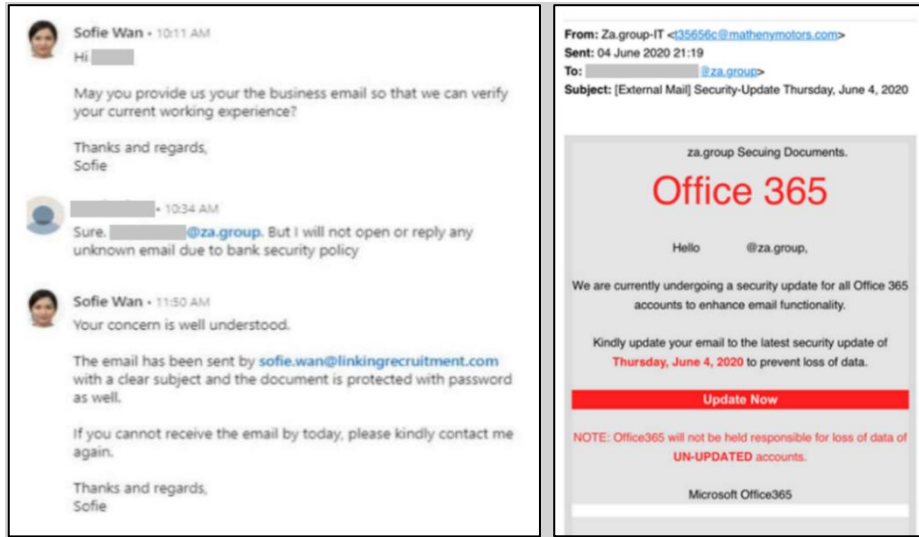 Sofie Wan • 10:11 AM
Hi
May you provide us your the business email so that we can verify
your current working experience?
Thanks and regards,
Sofie
• 10:34 AM
Sure. @za.group. But I will not open or reply any
unknown email due to bank security policy
Sofie Wan • 11:50 AM
Your concern is well understood.
The email has been sent by sofie.wan@linkingrecruitment.com
with a clear subject and the document is protected with password
as well.
If you cannot receive the email by today, please kindly contact me
again.
Thanks and regards,
Sofie
From: Za.group-IT <t35656c@mathenymotors.com>
Sent: 04 June 2020 21:19
To: @za.group>
Subject: [External Mail] Security-Update Thursday, June 4, 2020
za.group Secuing Documents.
Office 365
Hello @za.group,
We are currently undergoing a security update for all Office 365
accounts to enhance email functionality.
Kindly update your email to the latest security update of
Thursday, June 4, 2020 to prevent loss of data.
Update Now
NOTE: Office365 will not be held responsible for loss of data of
UN-UPDATED accounts.
Microsoft Office365